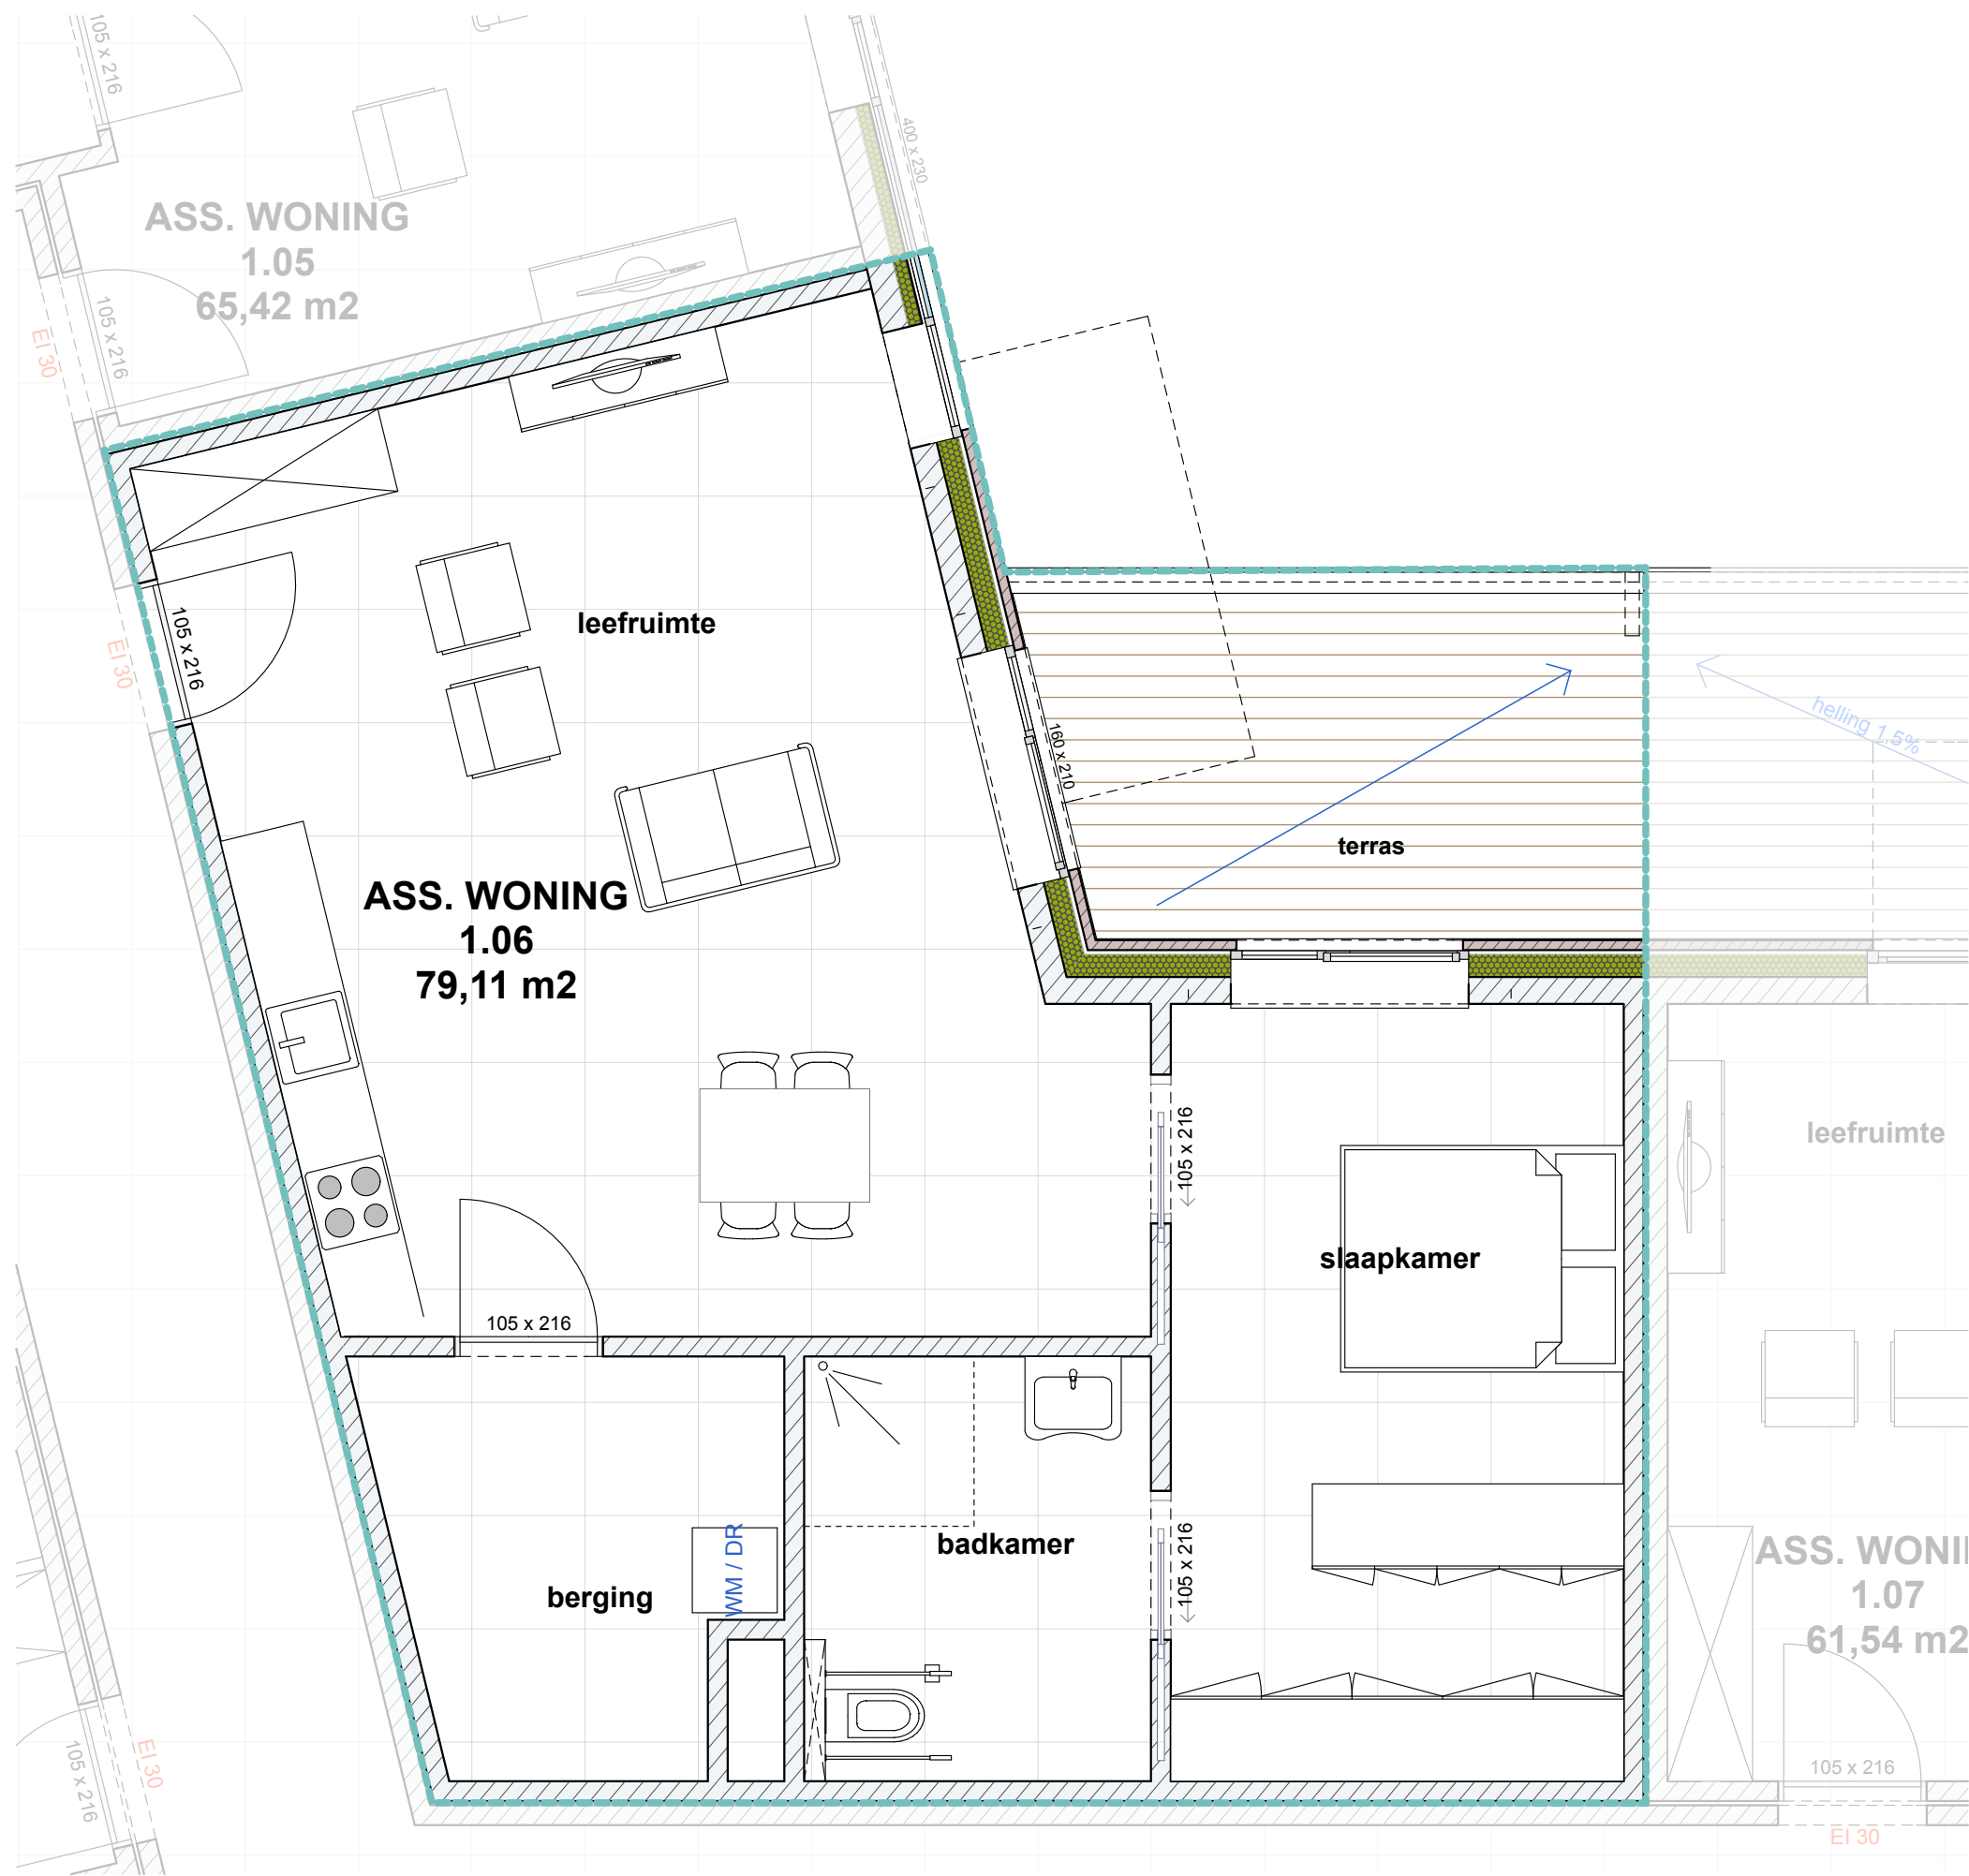 105 x 216
400 x 230
ASS. WONING
1.05
65,42 m2
105 x 216
EI 30
leefruimte
105 x 216
EI 30
helling 1,5%
160 x 210
terras
ASS. WONING
1.06
79,11 m2
105 x 216
leefruimte
slaapkamer
105 x 216
badkamer
WM / DR
105 x 216
berging
ASS. WONI
1.07
61,54 m2
105 x 216
EI 30
105 x 216
EI 30